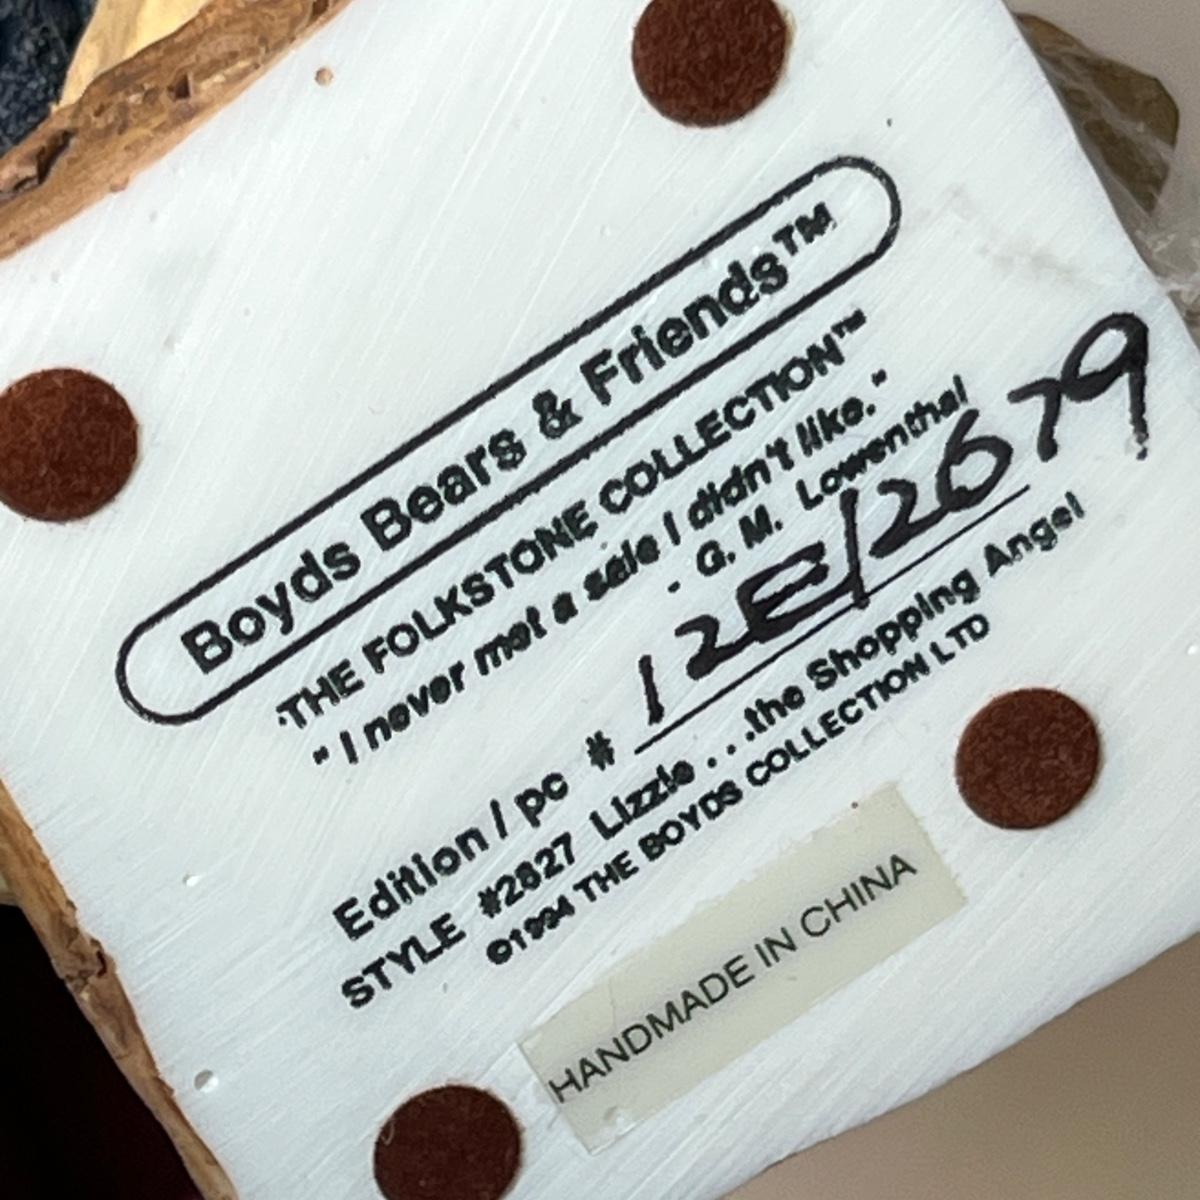 Boyds Bears & Friends™
THE FOLKSTONE COLLECTION™
"I never met a sale I didn't like."
- G. M. Lowenthal
Edition / pc # 12E/2679
STYLE #2827 Lizzie . . .the Shopping Angel
©1994 THE BOYDS COLLECTION LTD
HANDMADE IN CHINA